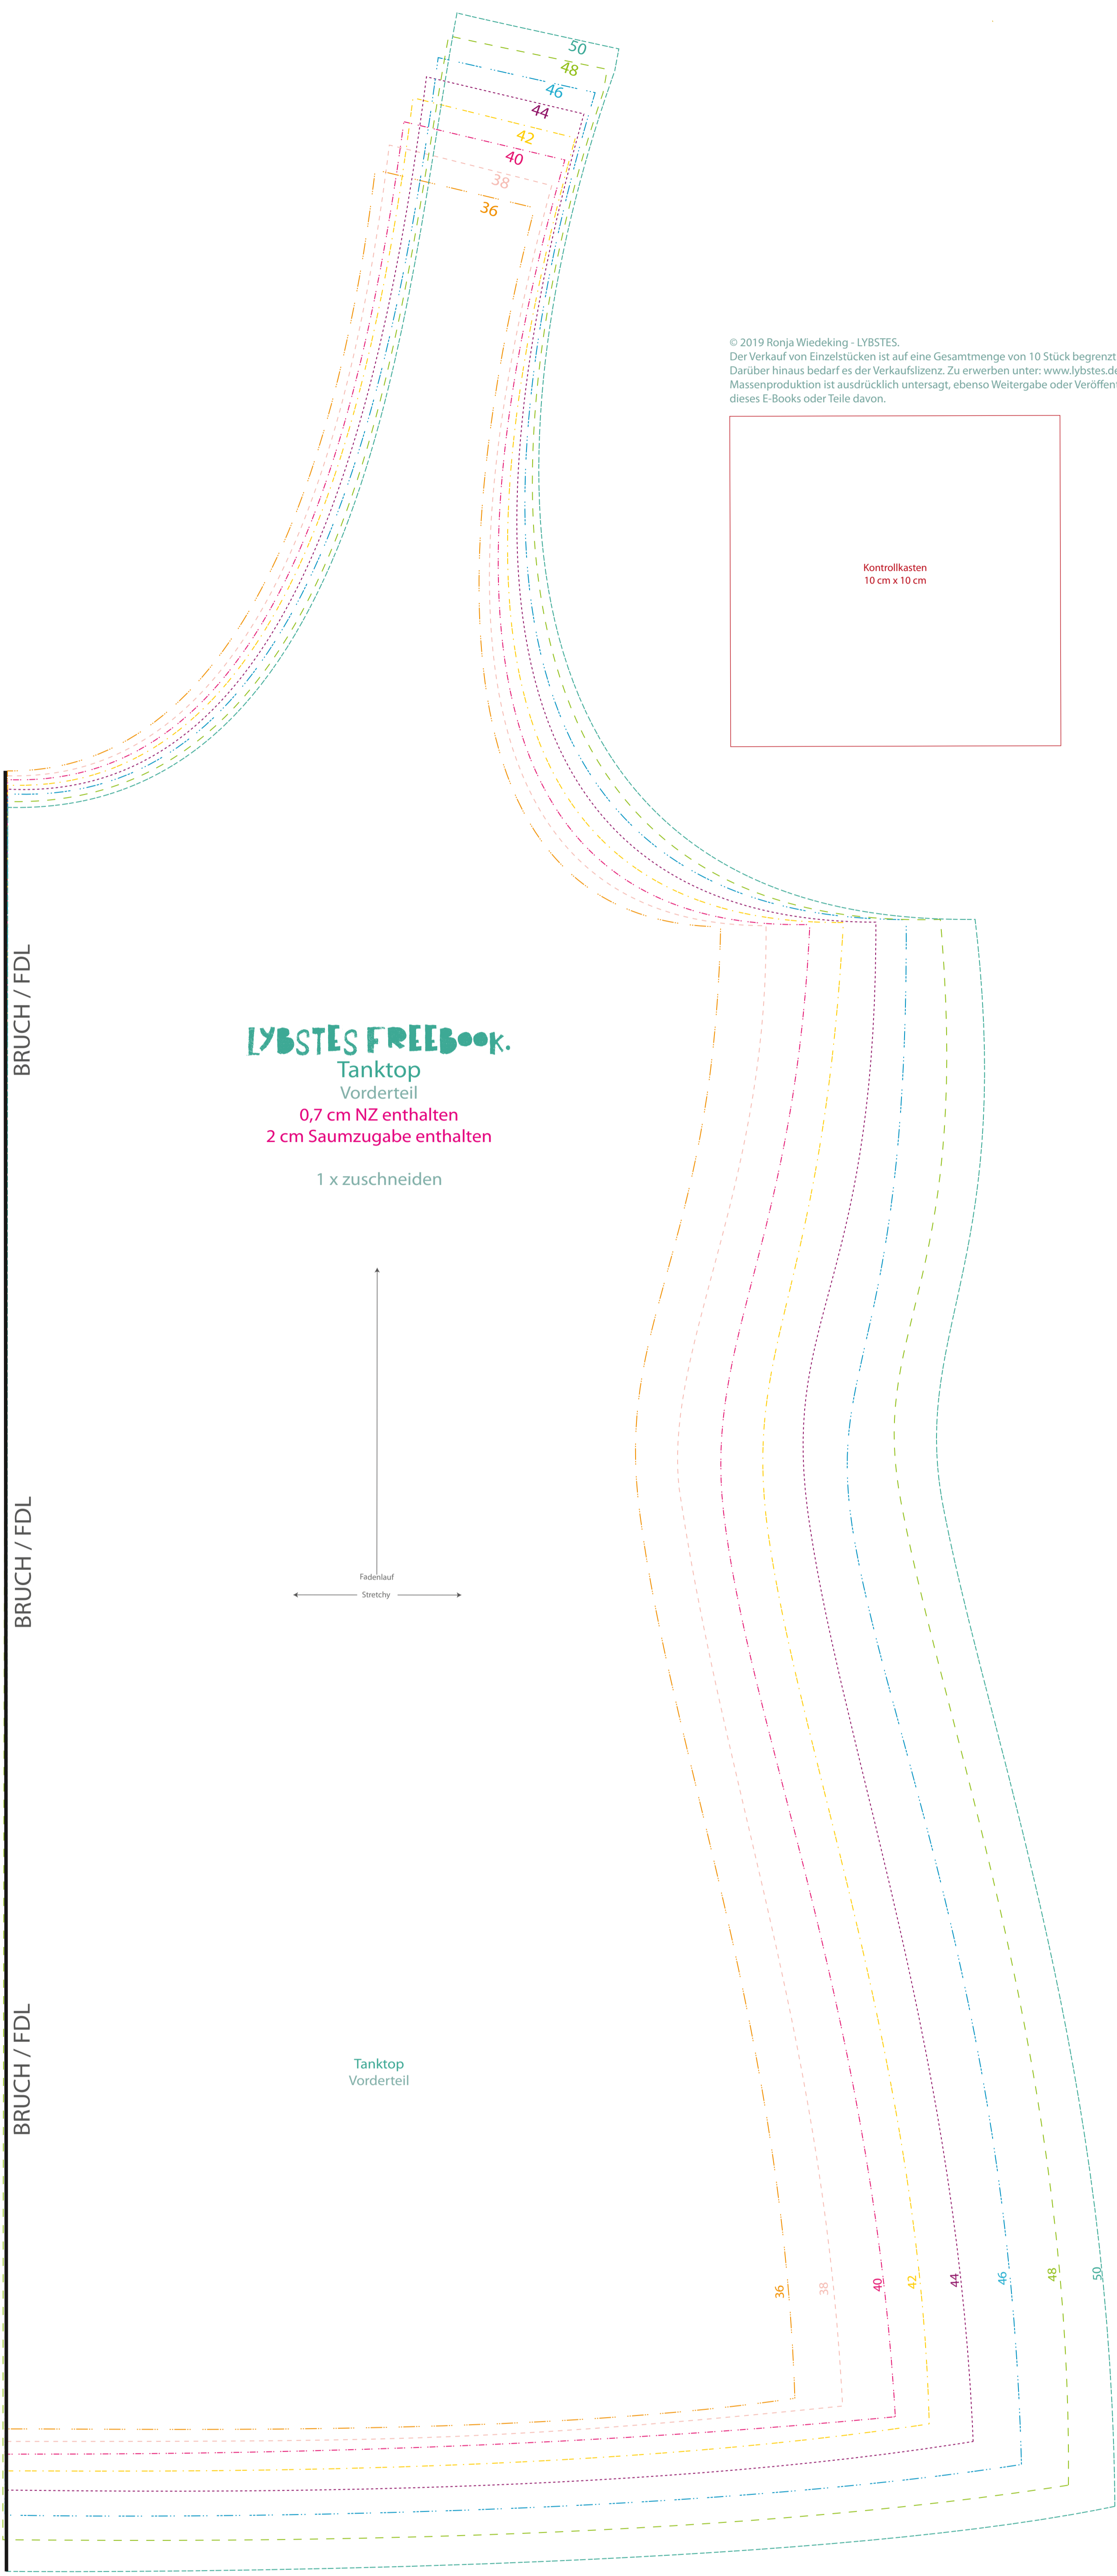 50
48
46
44
42
40
38
36
© 2019 Ronja Wiedeking - LYBSTES.
Der Verkauf von Einzelstücken ist auf eine Gesamtmenge von 10 Stück begrenzt
Darüber hinaus bedarf es der Verkaufslizenz. Zu erwerben unter: www.lybstes.de
Massenproduktion ist ausdrücklich untersagt, ebenso Weitergabe oder
dieses E-Books oder Teile davon.
Kontrollkasten
10 cm x 10 cm
BRUCH / FDL
LYBSTES FREEBOOK.
Tanktop
Vorderteil
0,7 cm NZ enthalten
2 cm Saumzugabe enthalten
1 x zuschneiden
BRUCH / FDL
Fadenlauf
Stretchy
BRUCH / FDL
Tanktop
Vorderteil
36
38
40
42
44
46
48
50